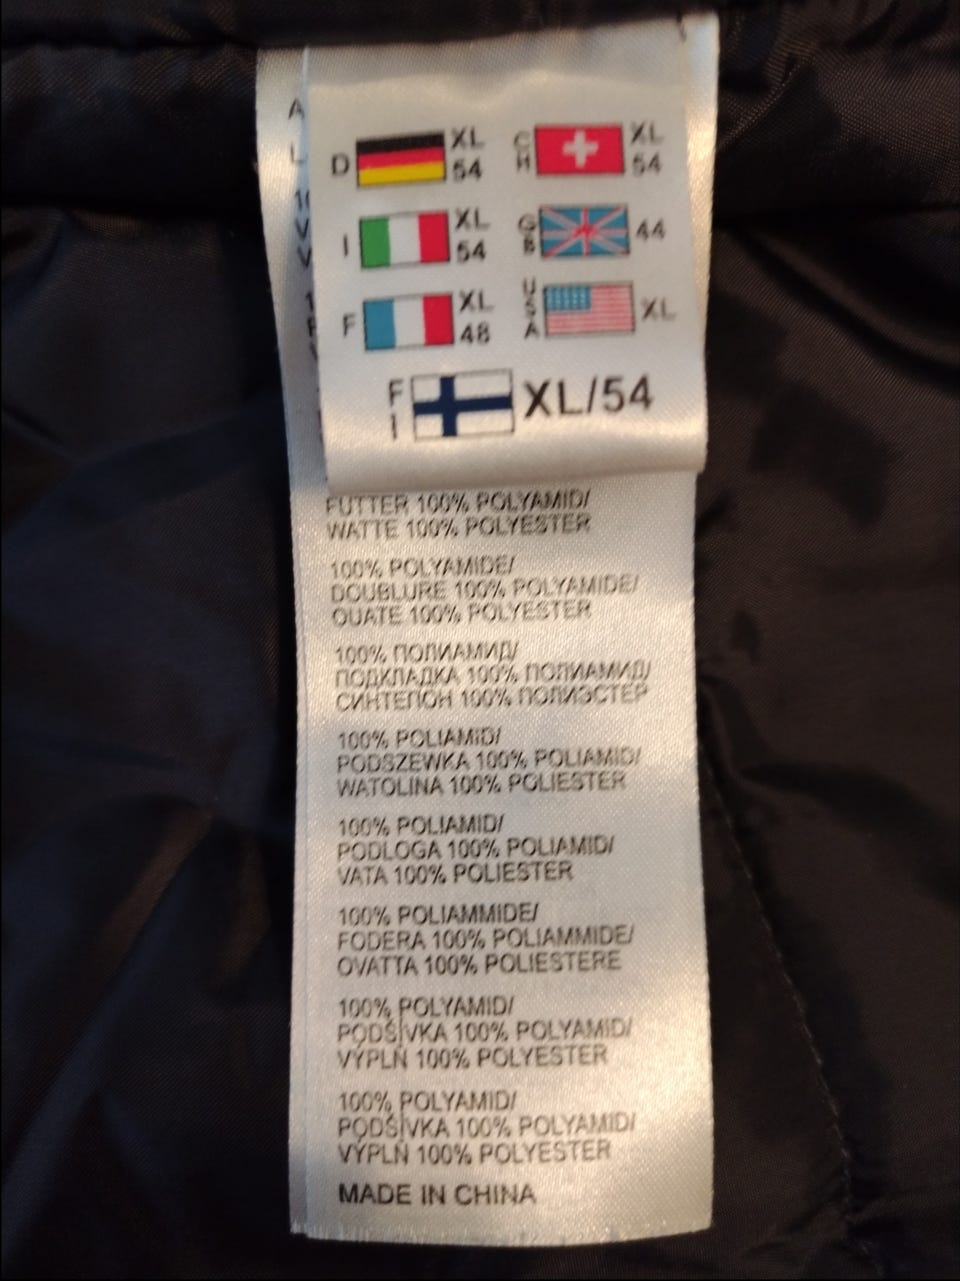 D XL 54
CH XL 54
I XL 54
GB 44
F XL 48
USA XL
FI XL/54
FUTTER 100% POLYAMID/
WATTE 100% POLYESTER
100% POLYAMIDE/
DOUBLURE 100% POLYAMIDE/
OUATE 100% POLYESTER
100% ПОЛИАМИД/
ПОДКЛАДКА 100% ПОЛИАМИД/
СИНТЕПОН 100% ПОЛИЭСТЕР
100% POLIAMID/
PODSZEWKA 100% POLIAMID/
WATOLINA 100% POLIESTER
100% POLIAMID/
PODLOGA 100% POLIAMID/
VATA 100% POLIESTER
100% POLIAMMIDE/
FODERA 100% POLIAMMIDE/
OVATTA 100% POLIESTERE
100% POLYAMID/
PODŠÍVKA 100% POLYAMID/
VÝPLŇ 100% POLYESTER
100% POLYAMID/
PODŠÍVKA 100% POLYAMID/
VÝPLŇ 100% POLYESTER
MADE IN CHINA